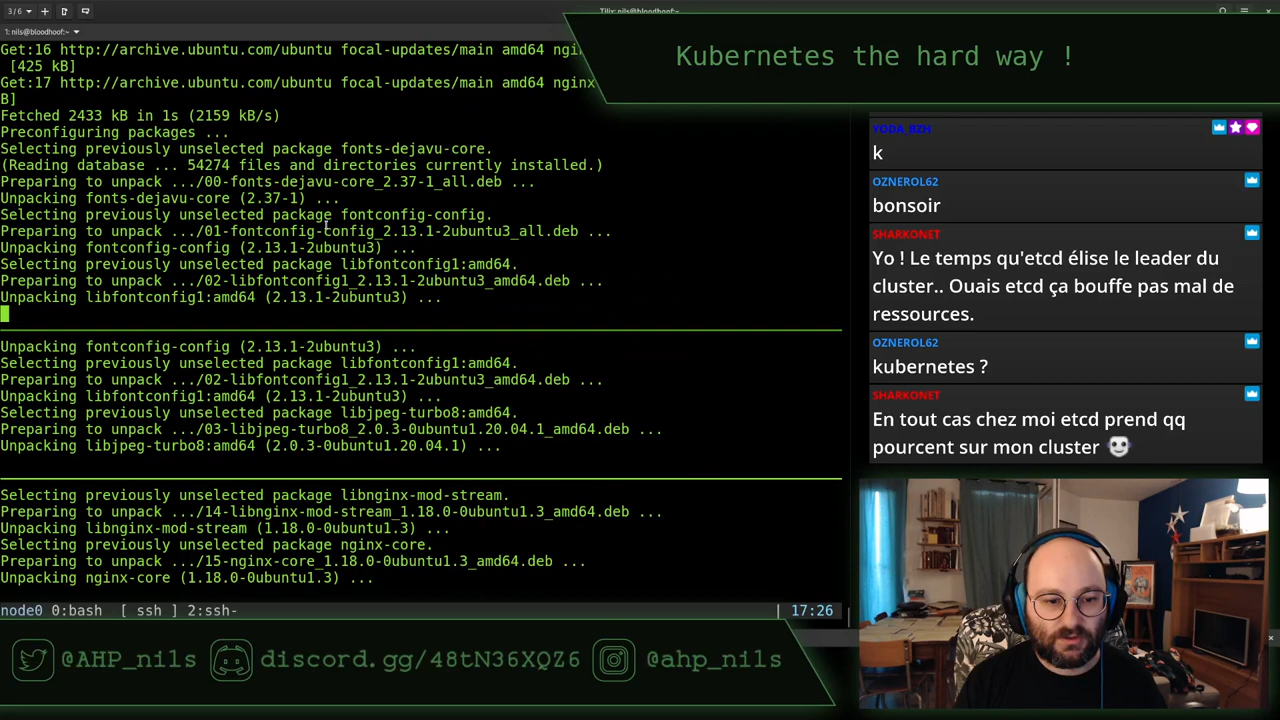 3/6
Tilix: nils@bloodhoof:~
1: nils@bloodhoof:~
Get:16 http://archive.ubuntu.com/ubuntu focal-updates/main amd64 ngin
[425 kB]
Get:17 http://archive.ubuntu.com/ubuntu focal-updates/main amd64 nginx
B]
Fetched 2433 kB in 1s (2159 kB/s)
Preconfiguring packages ...
Selecting previously unselected package fonts-dejavu-core.
(Reading database ... 54274 files and directories currently installed.)
Preparing to unpack .../00-fonts-dejavu-core_2.37-1_all.deb ...
Unpacking fonts-dejavu-core (2.37-1) ...
Selecting previously unselected package fontconfig-config.
Preparing to unpack .../01-fontconfig-config_2.13.1-2ubuntu3_all.deb ...
Unpacking fontconfig-config (2.13.1-2ubuntu3) ...
Selecting previously unselected package libfontconfig1:amd64.
Preparing to unpack .../02-libfontconfig1_2.13.1-2ubuntu3_amd64.deb ...
Unpacking libfontconfig1:amd64 (2.13.1-2ubuntu3) ...
Unpacking fontconfig-config (2.13.1-2ubuntu3) ...
Selecting previously unselected package libfontconfig1:amd64.
Preparing to unpack .../02-libfontconfig1_2.13.1-2ubuntu3_amd64.deb ...
Unpacking libfontconfig1:amd64 (2.13.1-2ubuntu3) ...
Selecting previously unselected package libjpeg-turbo8:amd64.
Preparing to unpack .../03-libjpeg-turbo8_2.0.3-0ubuntu1.20.04.1_amd64.deb ...
Unpacking libjpeg-turbo8:amd64 (2.0.3-0ubuntu1.20.04.1) ...
Selecting previously unselected package libnginx-mod-stream.
Preparing to unpack .../14-libnginx-mod-stream_1.18.0-0ubuntu1.3_amd64.deb ...
Unpacking libnginx-mod-stream (1.18.0-0ubuntu1.3) ...
Selecting previously unselected package nginx-core.
Preparing to unpack .../15-nginx-core_1.18.0-0ubuntu1.3_amd64.deb ...
Unpacking nginx-core (1.18.0-0ubuntu1.3) ...
node0 0:bash  [ ssh ] 2:ssh-
| 17:26
Kubernetes the hard way !
YODA_BZH
k
OZNEROL62
bonsoir
SHARKONET
Yo ! Le temps qu'etcd élise le leader du
cluster.. Ouais etcd ça bouffe pas mal de
ressources.
OZNEROL62
kubernetes ?
SHARKONET
En tout cas chez moi etcd prend qq
pourcent sur mon cluster
@AHP_nils
discord.gg/48tN36XQZ6
@ahp_nils